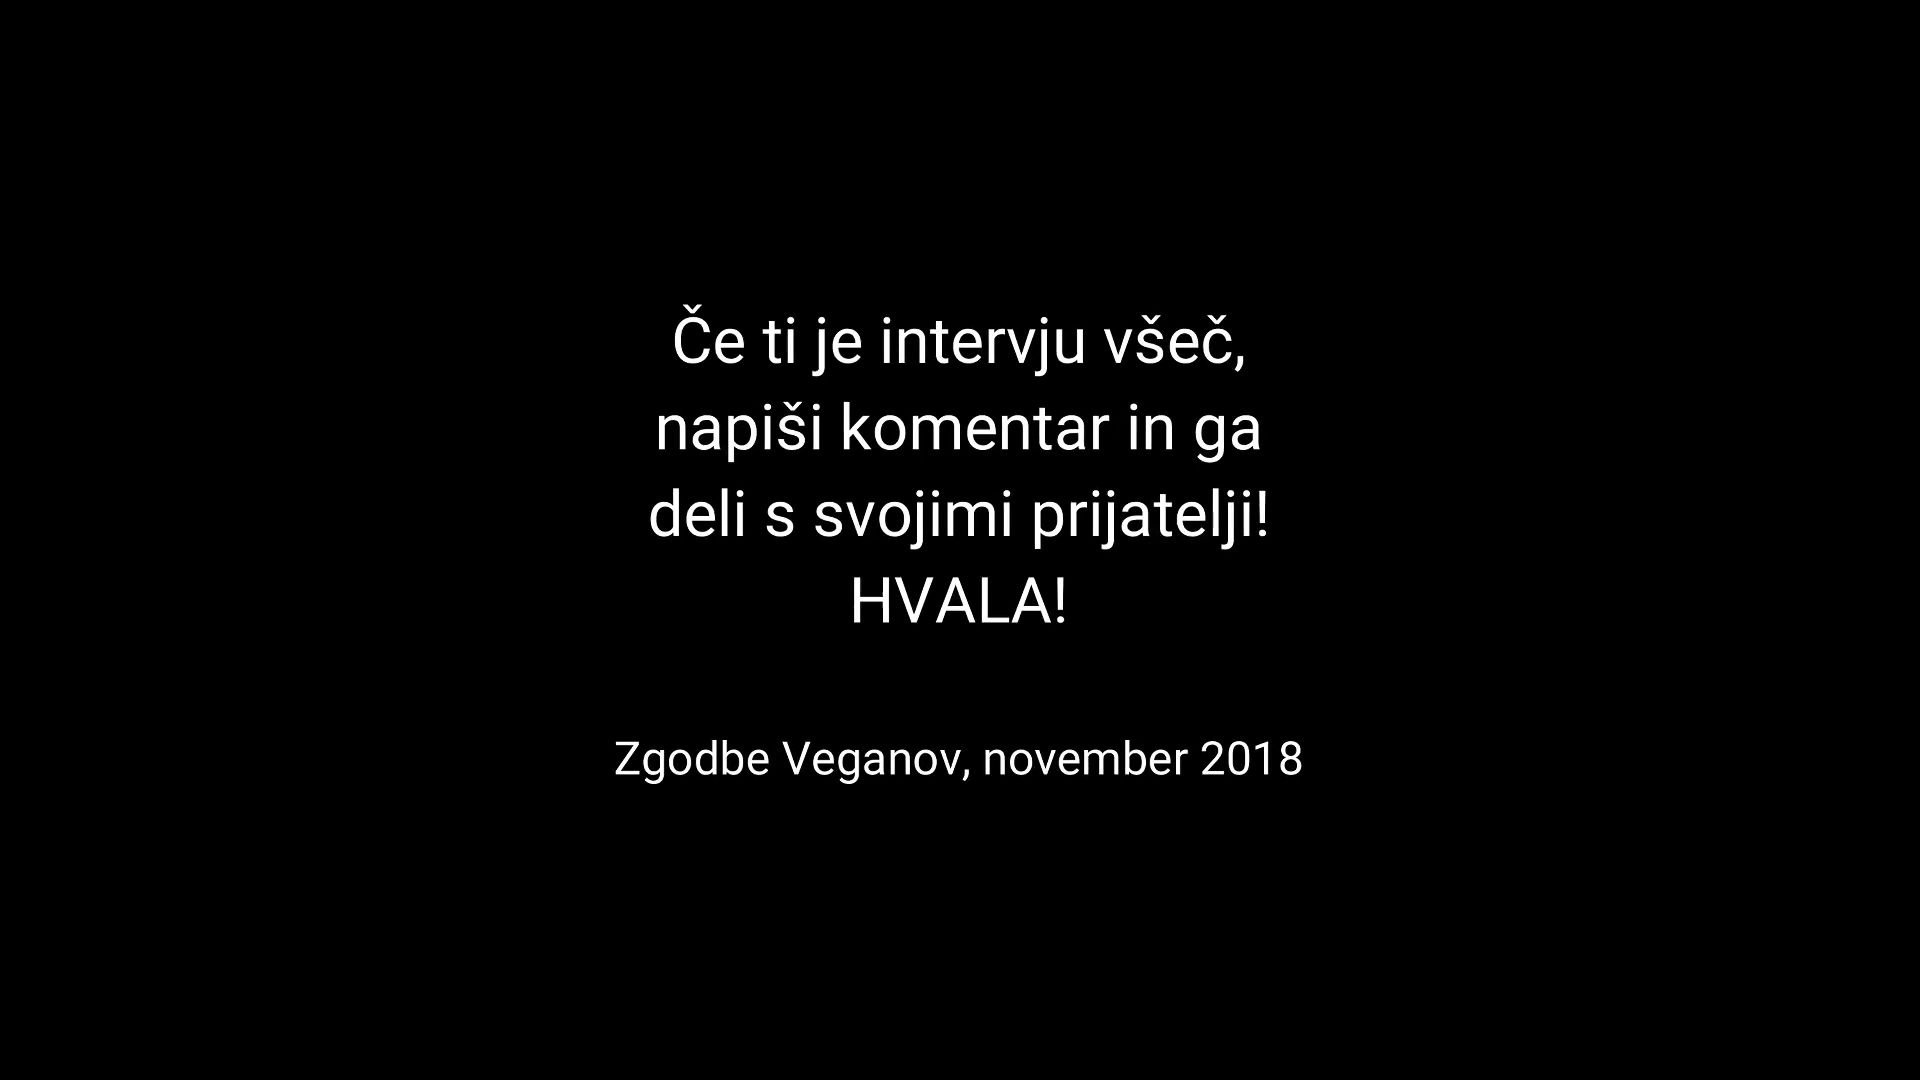 Če ti je intervju všeč,
napiši komentar in ga
deli s svojimi prijatelji!
HVALA!
Zgodbe Veganov, november 2018